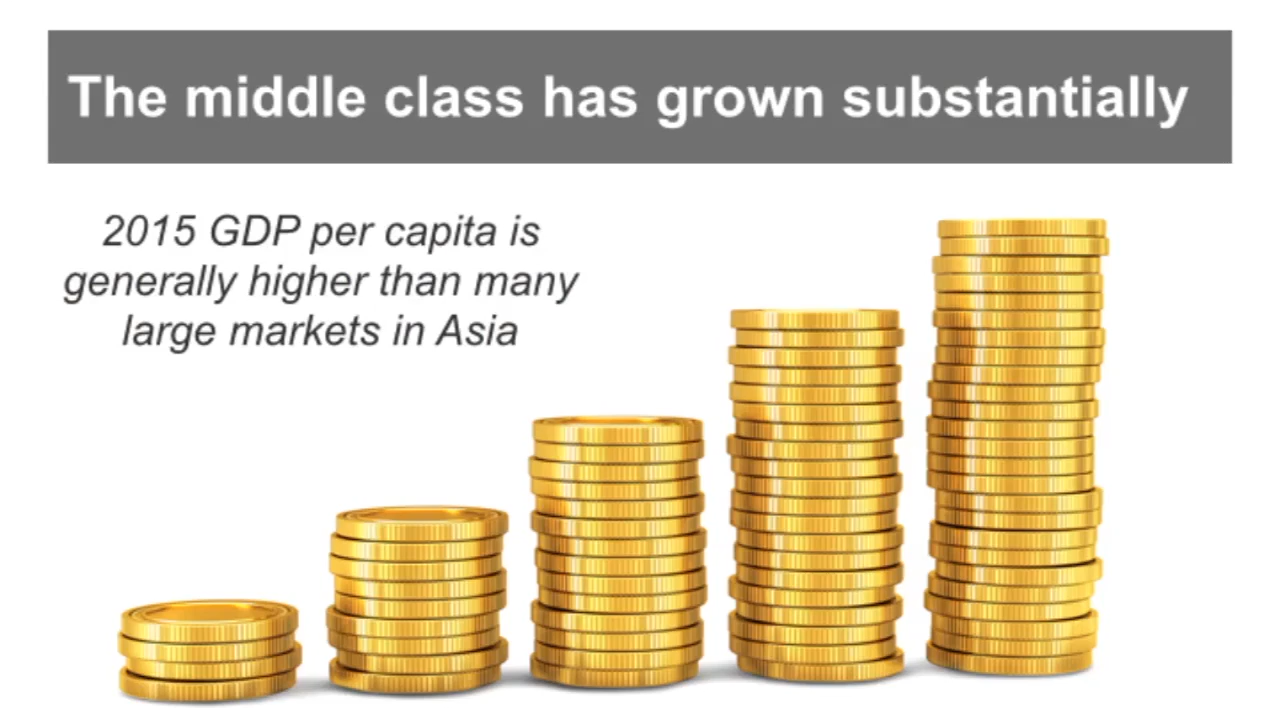 The middle class has grown substantially
2015 GDP per capita is
generally higher than many
large markets in Asia